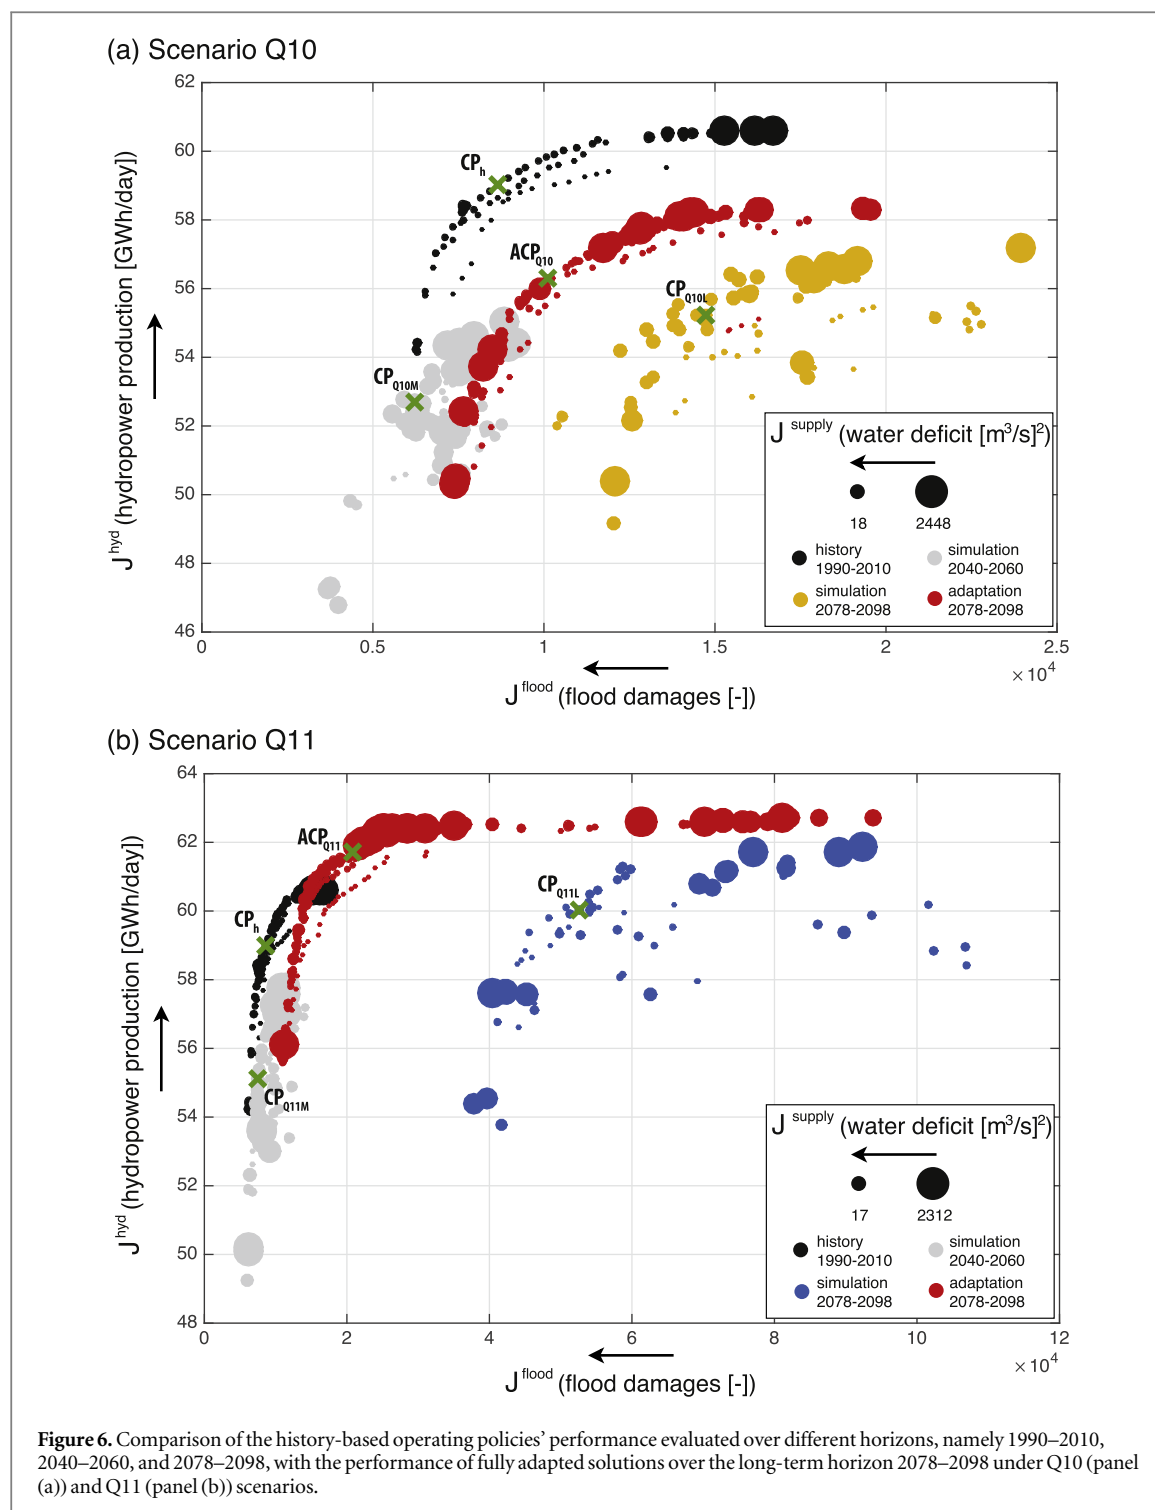 (a) Scenario Q10
62
60
58
56
54
52
50
48
46
J^hyd (hydropower production [GWh/day])
CP_h
ACP_Q10
CP_Q10L
CP_Q10M
J^supply (water deficit [m³/s]²)
18
2448
history
1990-2010
simulation
2040-2060
simulation
2078-2098
adaptation
2078-2098
0
0.5
1
1.5
2
2.5
×10⁴
J^flood (flood damages [-])
(b) Scenario Q11
64
62
60
58
56
54
52
50
48
J^hyd (hydropower production [GWh/day])
ACP_Q11
CP_h
CP_Q11L
CP_Q11M
J^supply (water deficit [m³/s]²)
17
2312
history
1990-2010
simulation
2040-2060
simulation
2078-2098
adaptation
2078-2098
0
2
4
6
8
10
12
×10⁴
J^flood (flood damages [-])
Figure 6. Comparison of the history-based operating policies' performance evaluated over different horizons, namely 1990–2010,
2040–2060, and 2078–2098, with the performance of fully adapted solutions over the long-term horizon 2078–2098 under Q10 (panel
(a)) and Q11 (panel (b)) scenarios.